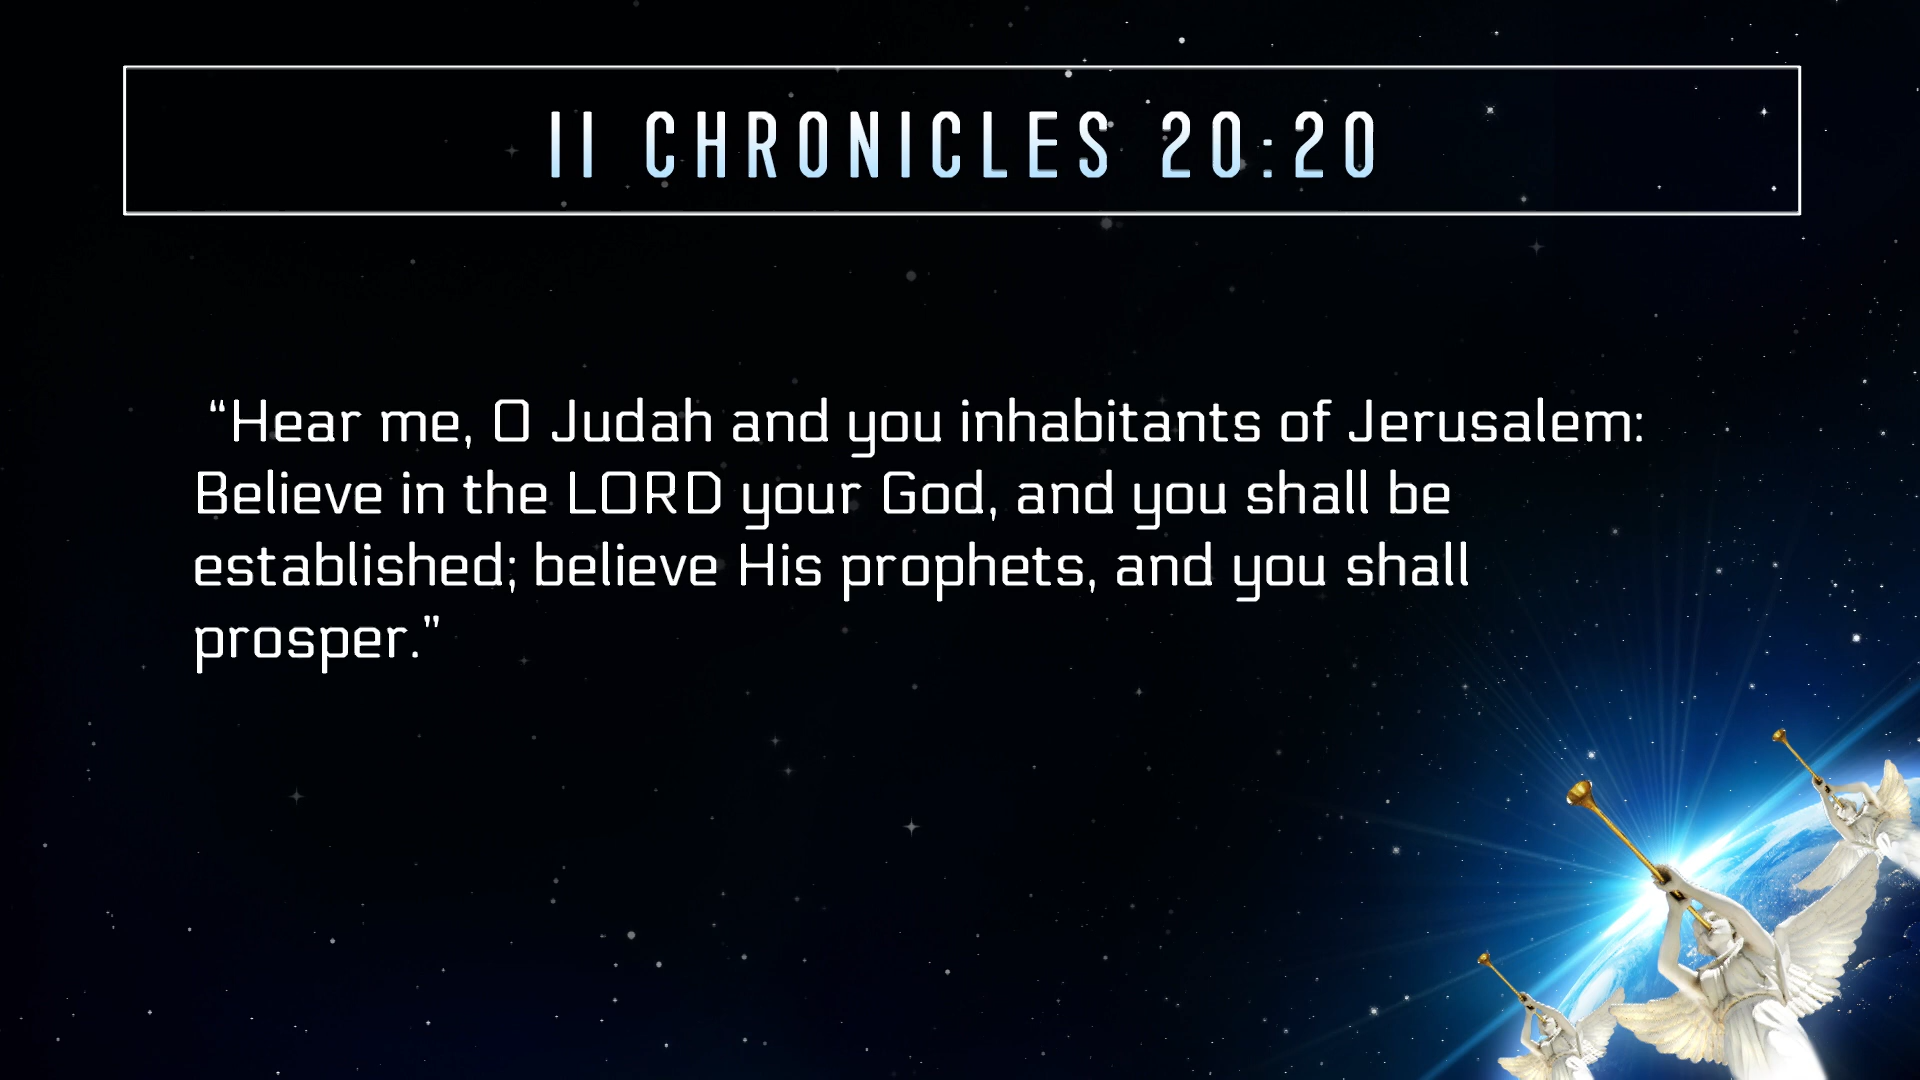 II CHRONICLES 20:20
“Hear me, O Judah and you inhabitants of Jerusalem:
Believe in the LORD your God, and you shall be
established; believe His prophets, and you shall
prosper.”